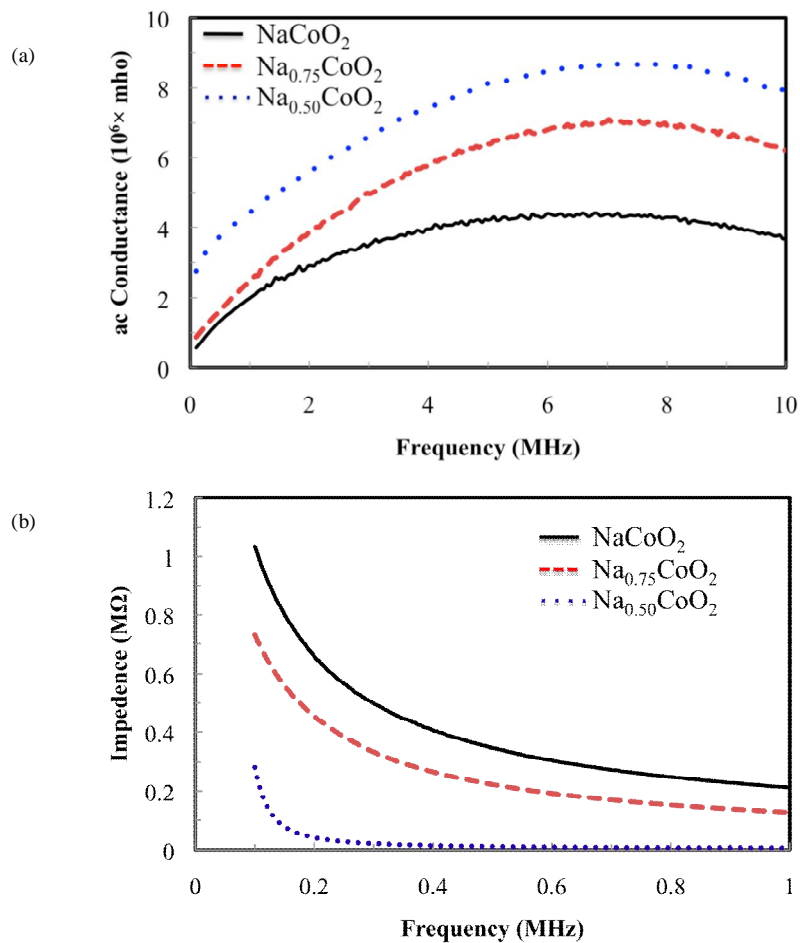 (a)
ac Conductance (10⁶× mho)
10
8
6
4
2
0
NaCoO₂
Na₀.₇₅CoO₂
Na₀.₅₀CoO₂
0 2 4 6 8 10
Frequency (MHz)
(b)
Impedence (MΩ)
1.2
1
0.8
0.6
0.4
0.2
0
NaCoO₂
Na₀.₇₅CoO₂
Na₀.₅₀CoO₂
0 0.2 0.4 0.6 0.8 1
Frequency (MHz)